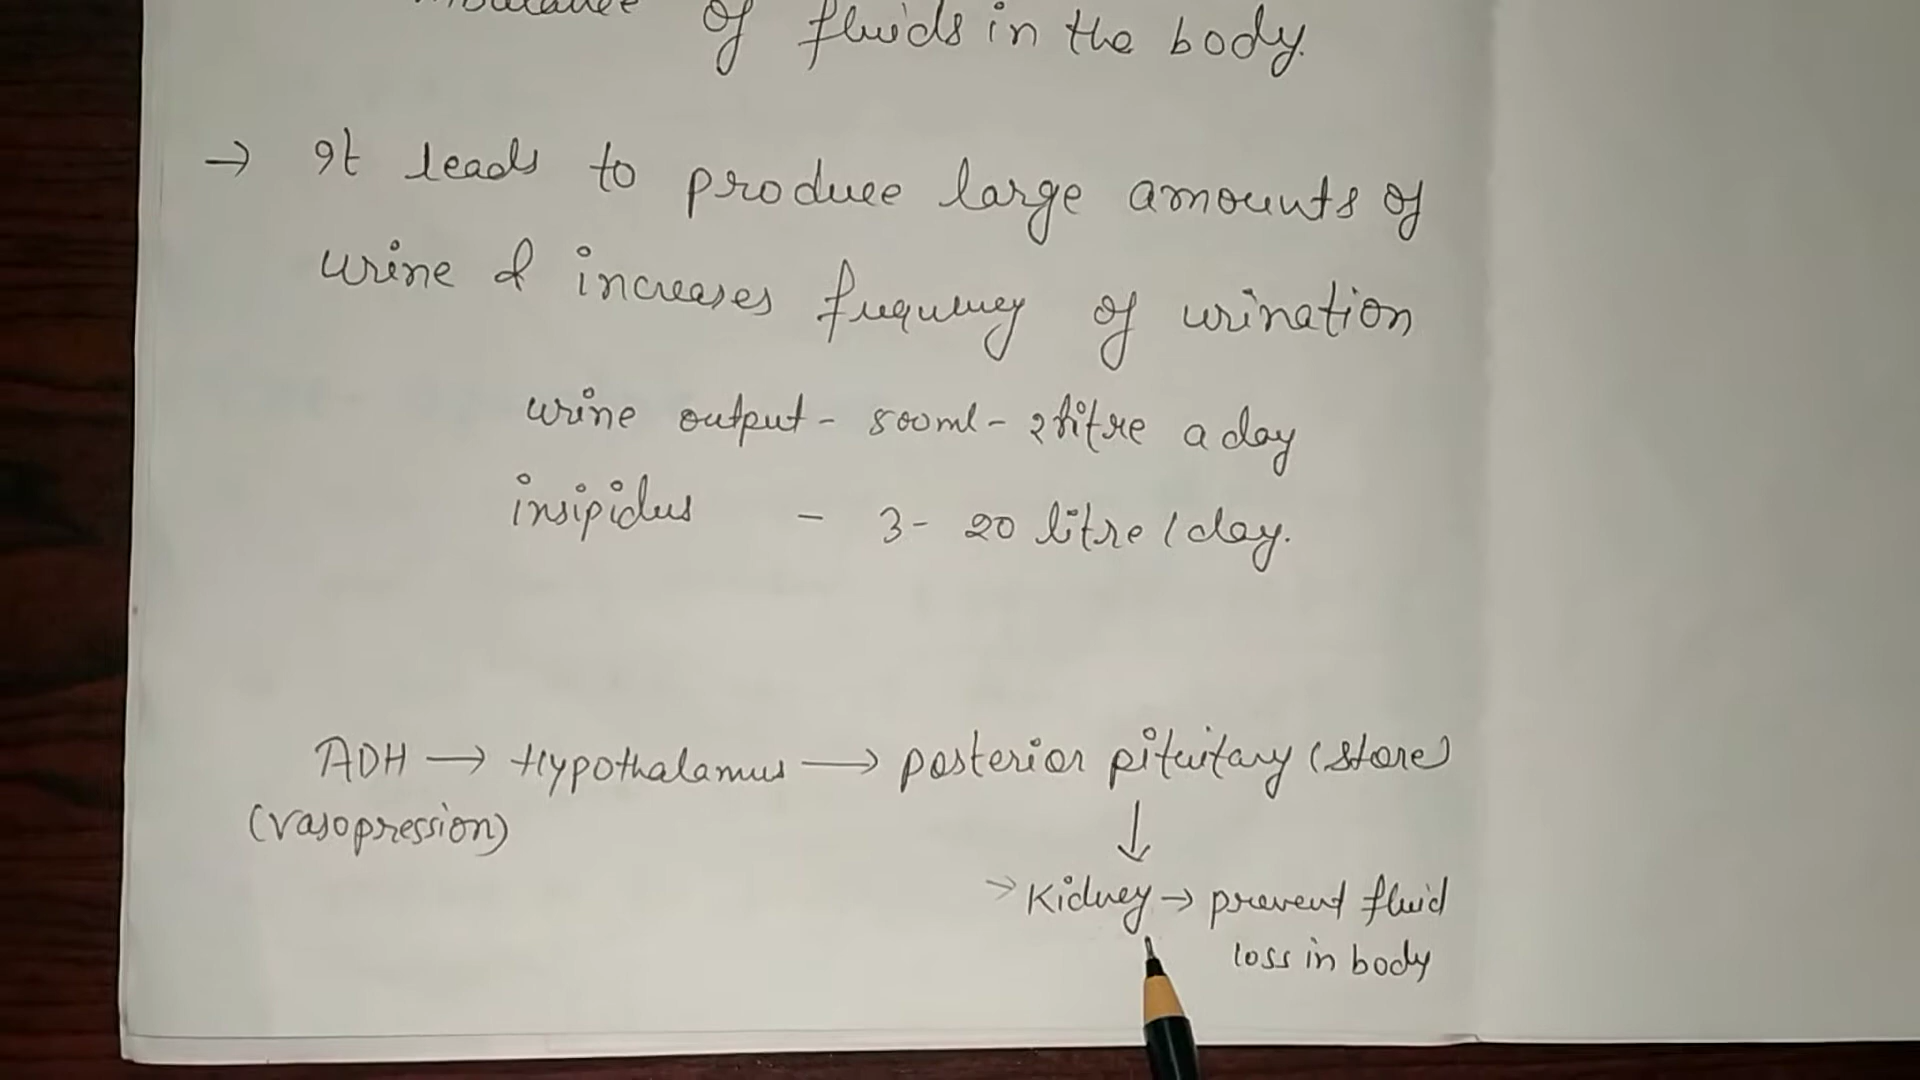 of fluids in the body.
→ It leads to produce large amounts of
urine & increases frequency of urination
urine output - 800ml - 2 litre a day
insipidus - 3 - 20 litre / day.
ADH → Hypothalamus → posterior pituitary (store)
(vasopression)
↓
→ Kidney → prevent fluid
loss in body